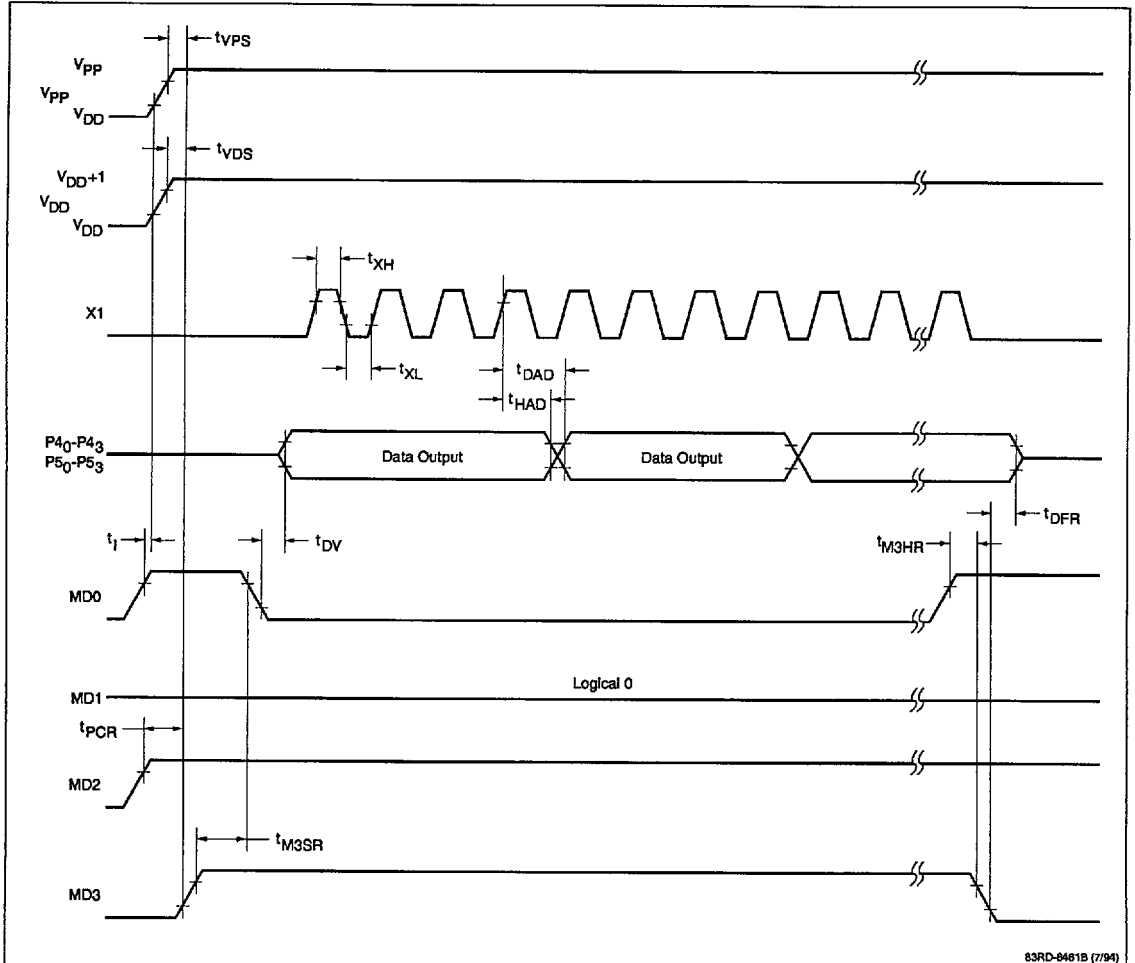 tVPS
VPP
VPP
VDD
tVDS
VDD+1
VDD
VDD
tXH
X1
tXL
tDAD
tHAD
P40-P43
P50-P53
Data Output
Data Output
tDFR
tI
tDV
tM3HR
MD0
Logical 0
MD1
tPCR
MD2
tM3SR
MD3
83RD-8461B (7/94)